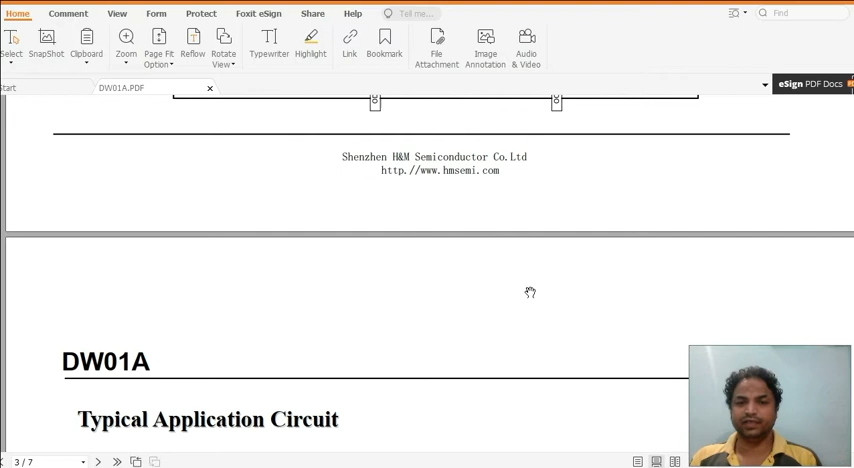 Home Comment View Form Protect Foxit eSign Share Help Tell me... Find
Select SnapShot Clipboard Zoom Page Fit Option Reflow Rotate View Typewriter Highlight Link Bookmark File Attachment Image Annotation Audio & Video
Start DW01A.PDF eSign PDF Docs
Shenzhen H&M Semiconductor Co.Ltd
http.//www.hmsemi.com
DW01A
Typical Application Circuit
3 / 7